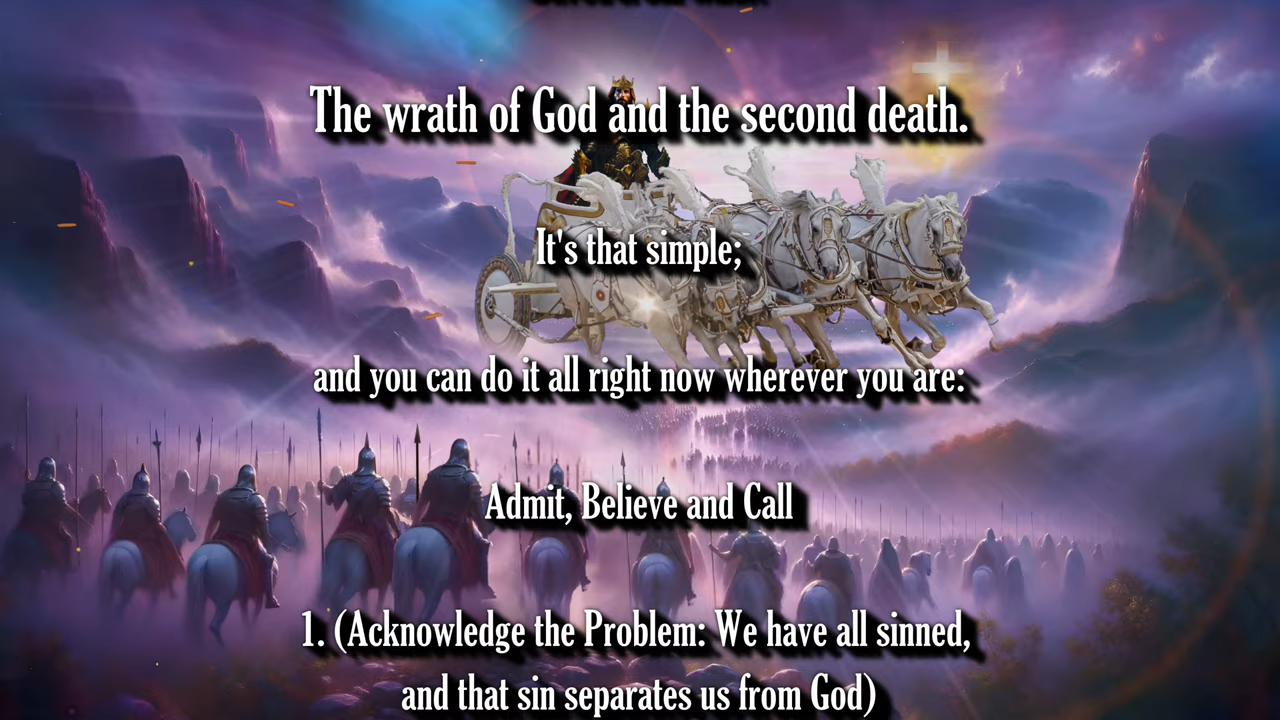 The wrath of God and the second death.
It's that simple;
and you can do it all right now wherever you are:
Admit, Believe and Call
1. (Acknowledge the Problem: We have all sinned,
and that sin separates us from God)